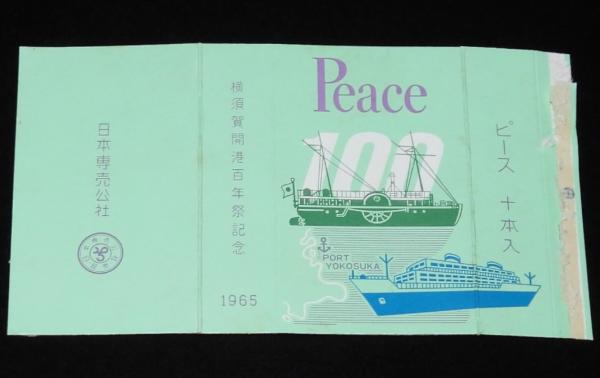 日本専売公社
横須賀開港百年祭記念
1965
Peace
100
PORT
YOKOSUKA
ピース 十本入